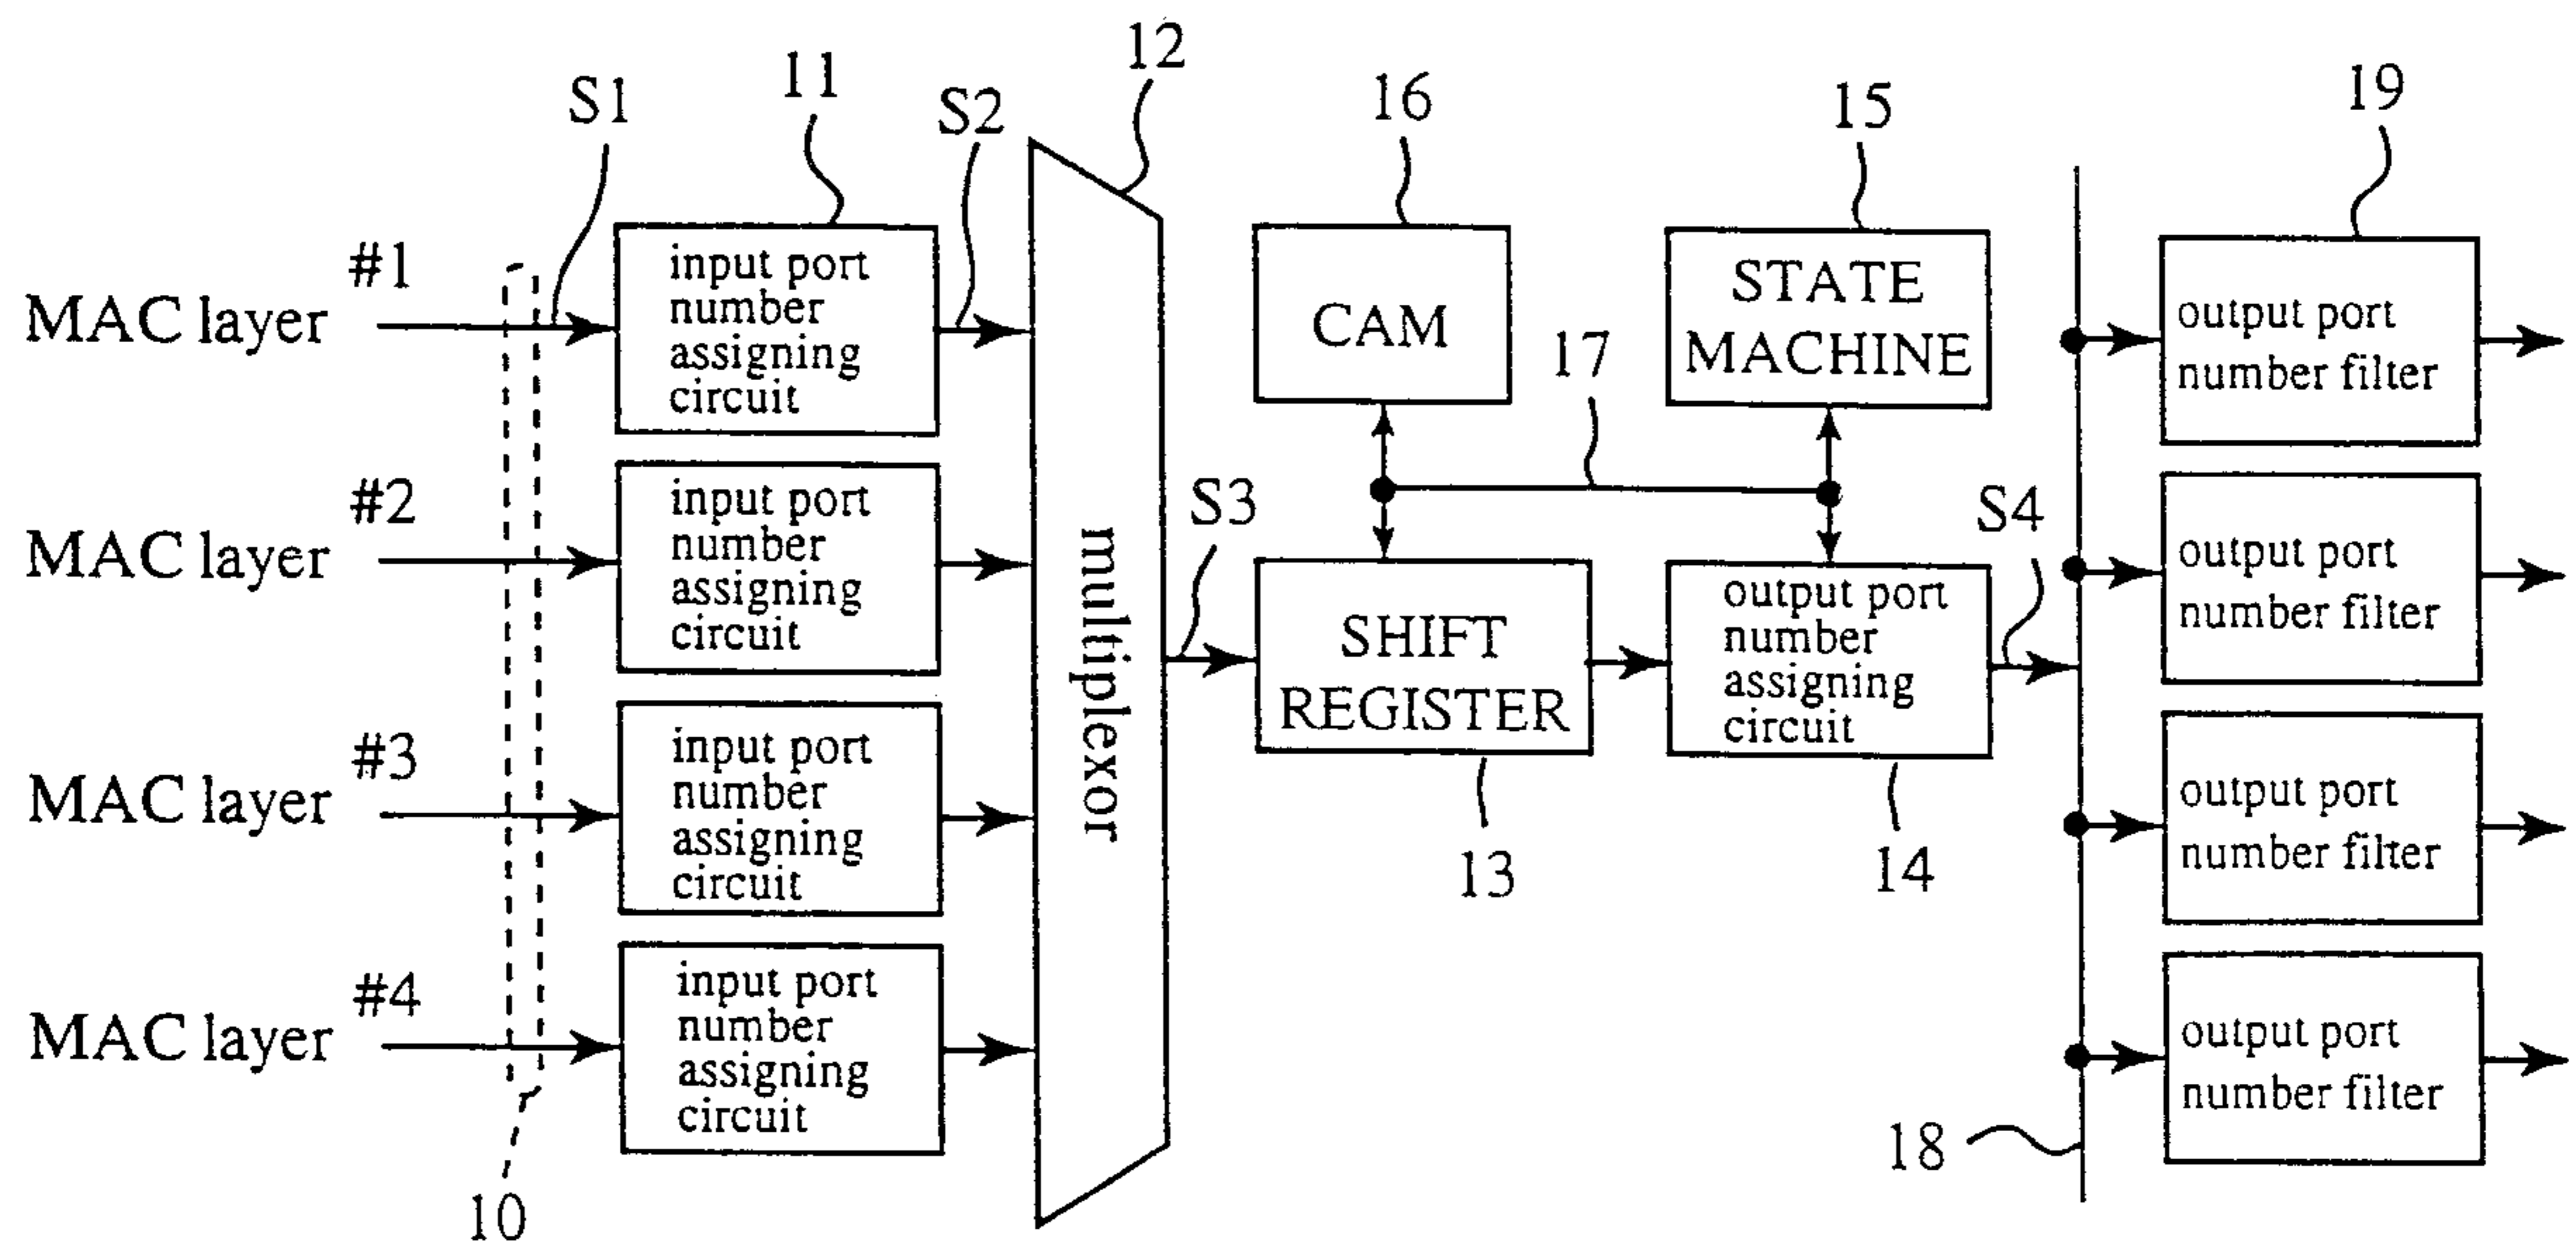 12
11
16
15
19
S1
S2
#1
MAC layer
input port
number
assigning
circuit
CAM
STATE
MACHINE
17
output port
number filter
#2
MAC layer
input port
number
assigning
circuit
multiplexor
S3
SHIFT
REGISTER
output port
number
assigning
circuit
S4
output port
number filter
#3
MAC layer
input port
number
assigning
circuit
13
14
output port
number filter
#4
MAC layer
input port
number
assigning
circuit
output port
number filter
18
10